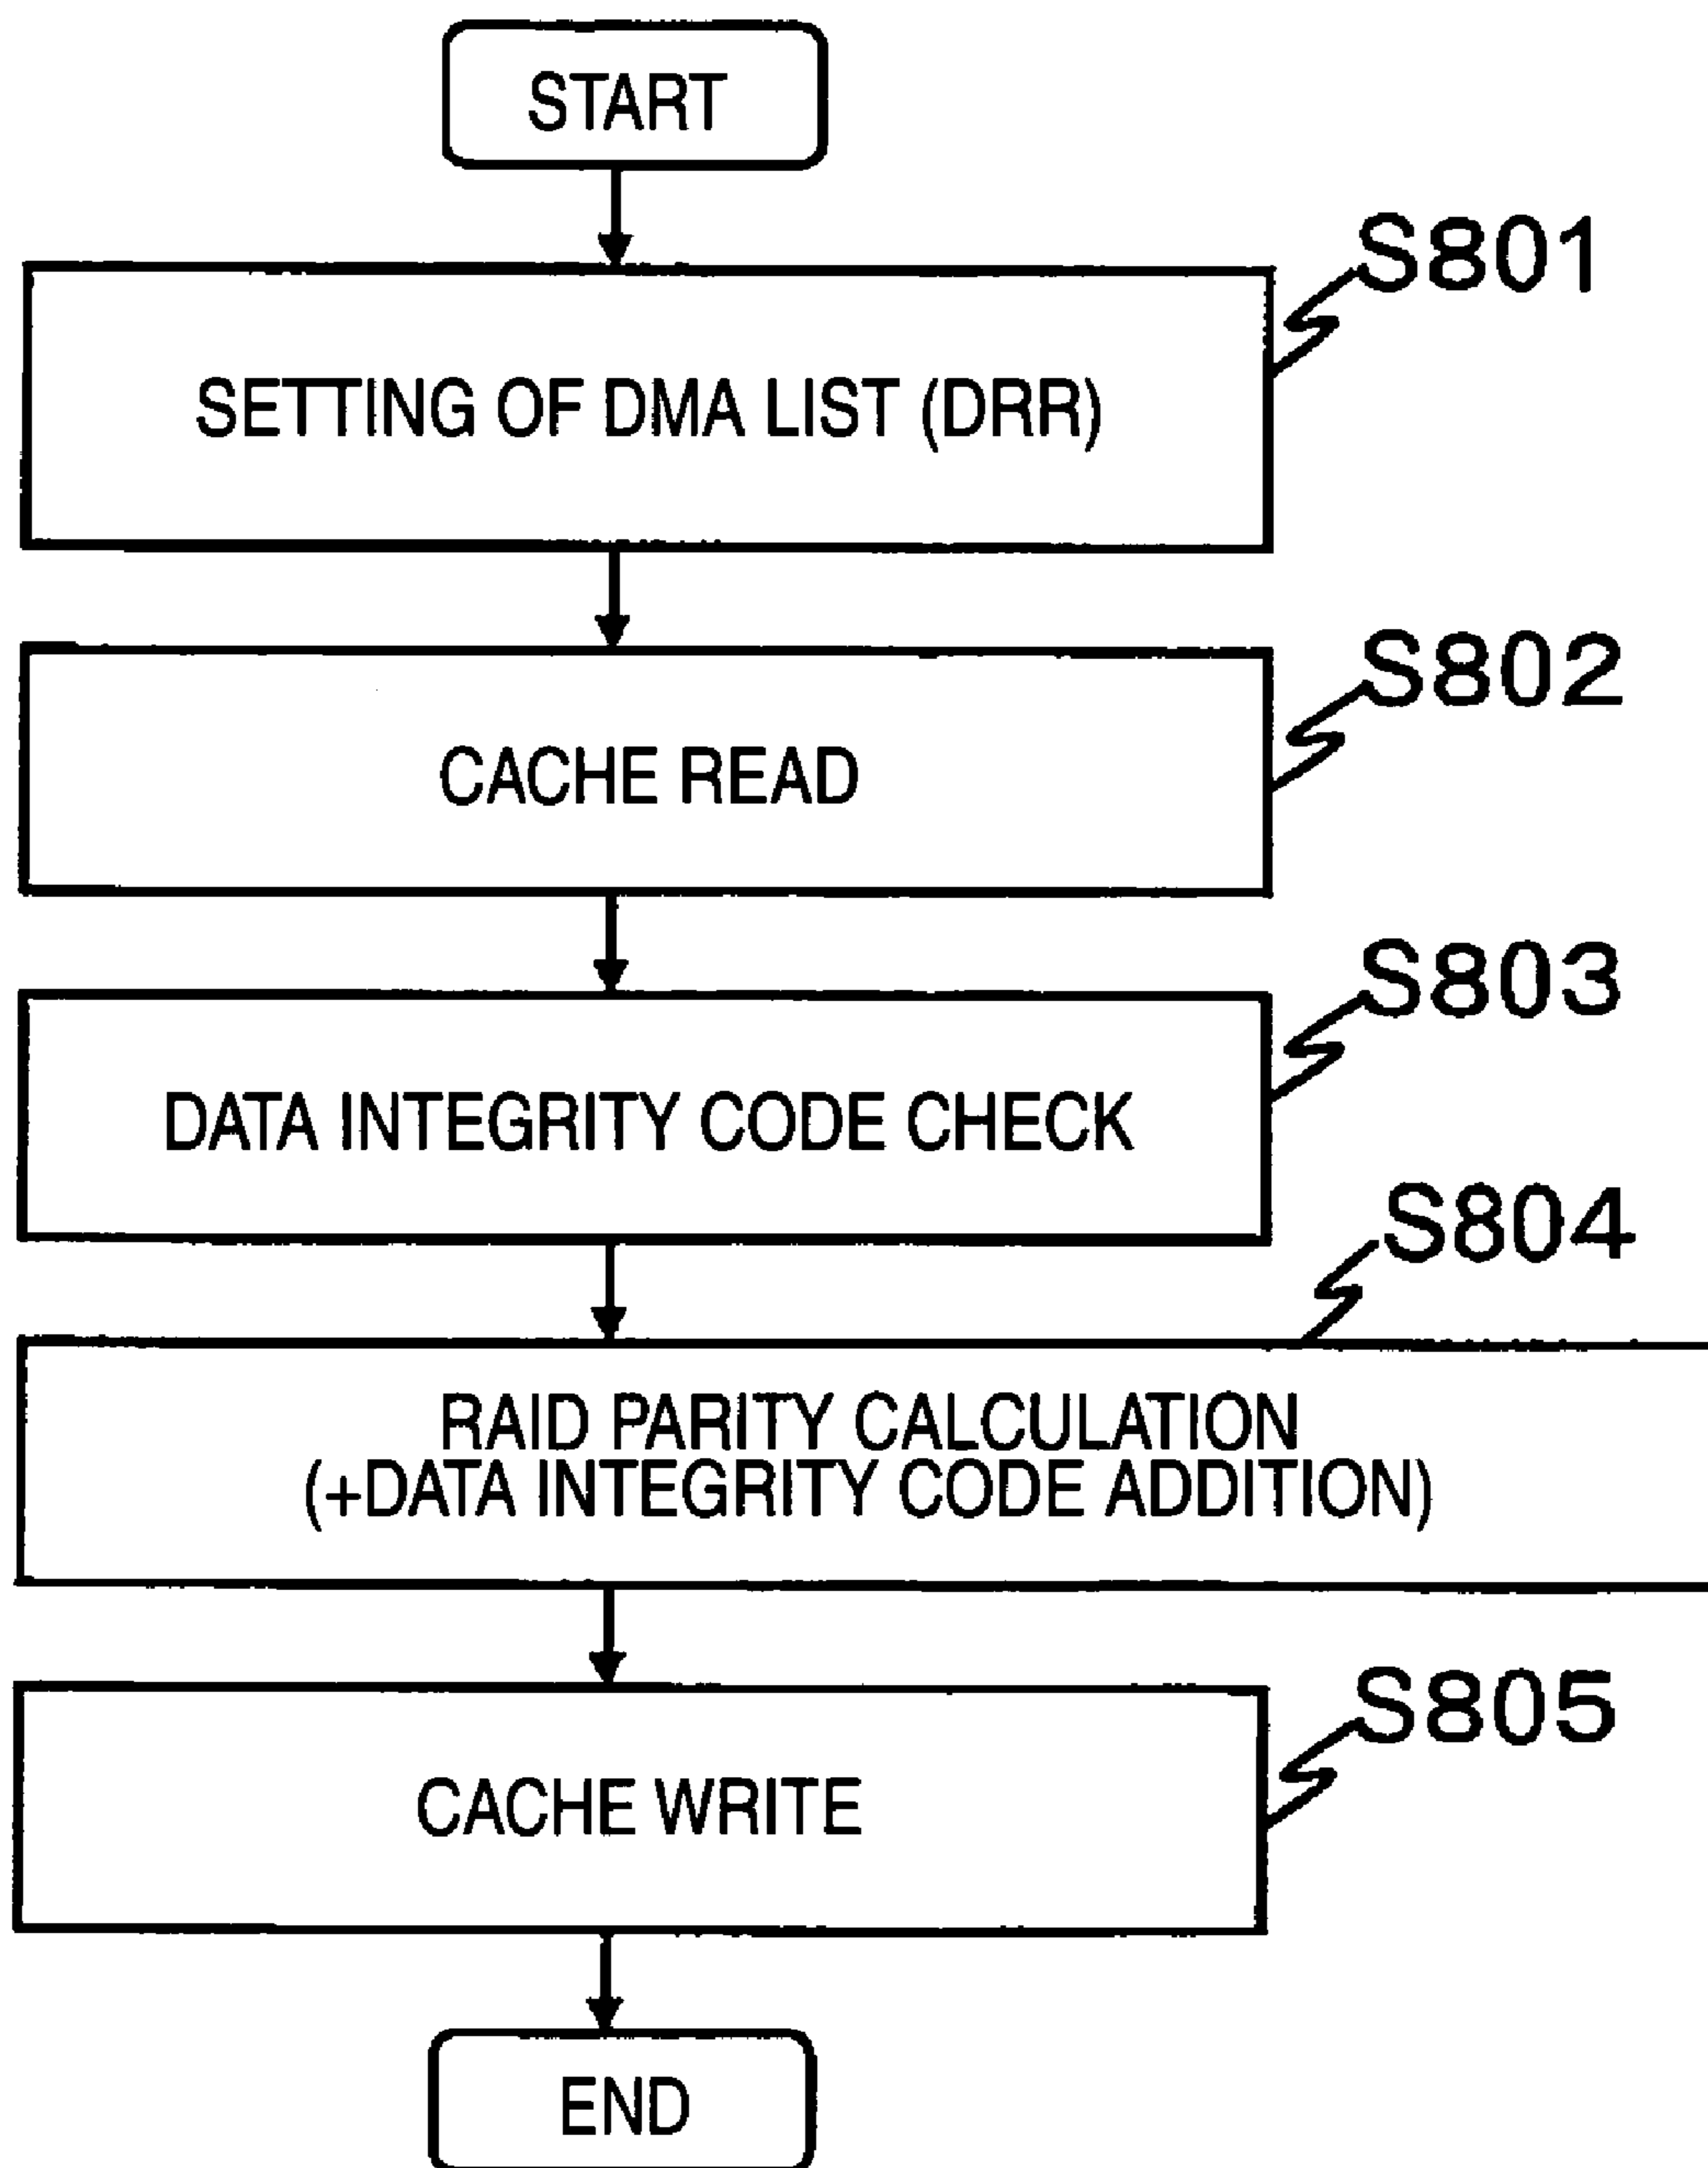 START
S801
SETTING OF DMA LIST (DRR)
S802
CACHE READ
S803
DATA INTEGRITY CODE CHECK
S804
RAID PARITY CALCULATION
(+DATA INTEGRITY CODE ADDITION)
S805
CACHE WRITE
END